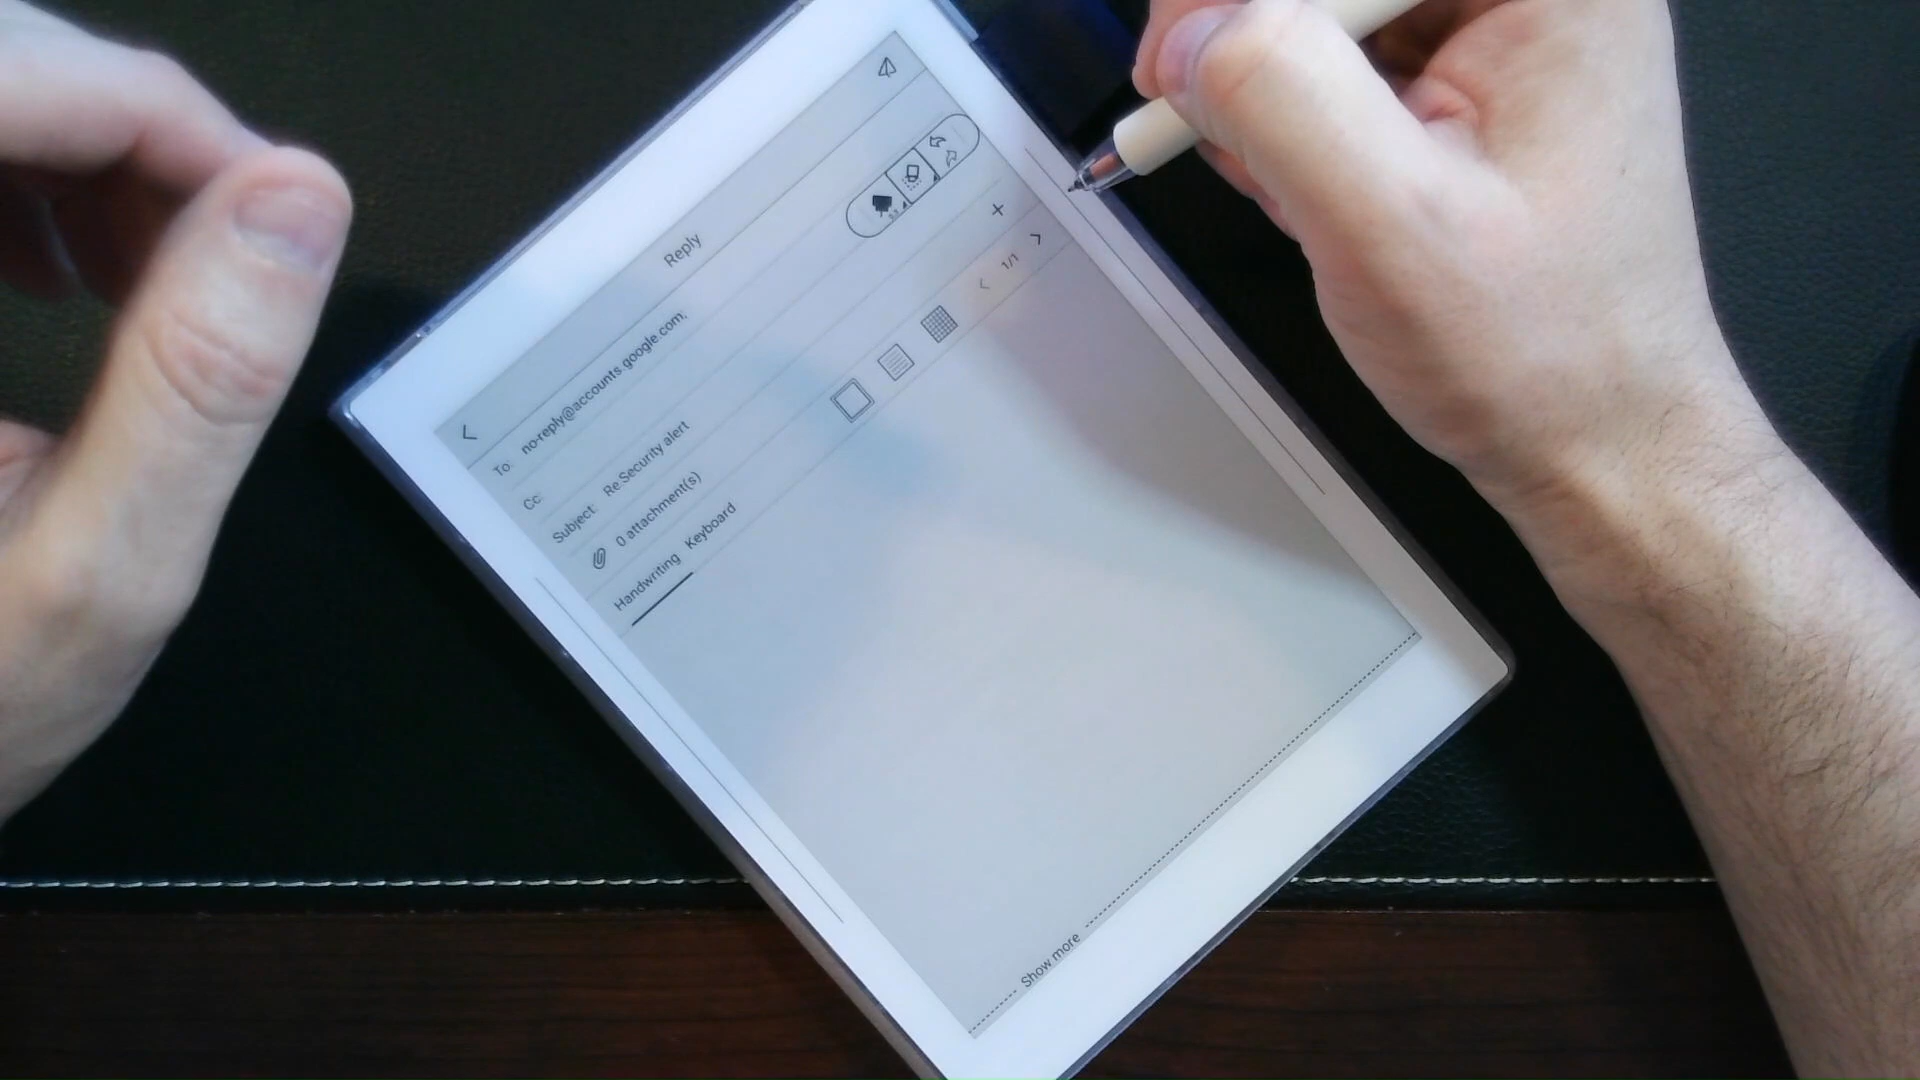 Reply
To: no-reply@accounts.google.com;
Cc:
Subject: Re:Security alert
0 attachment(s)
Handwriting Keyboard
1/1
Show more